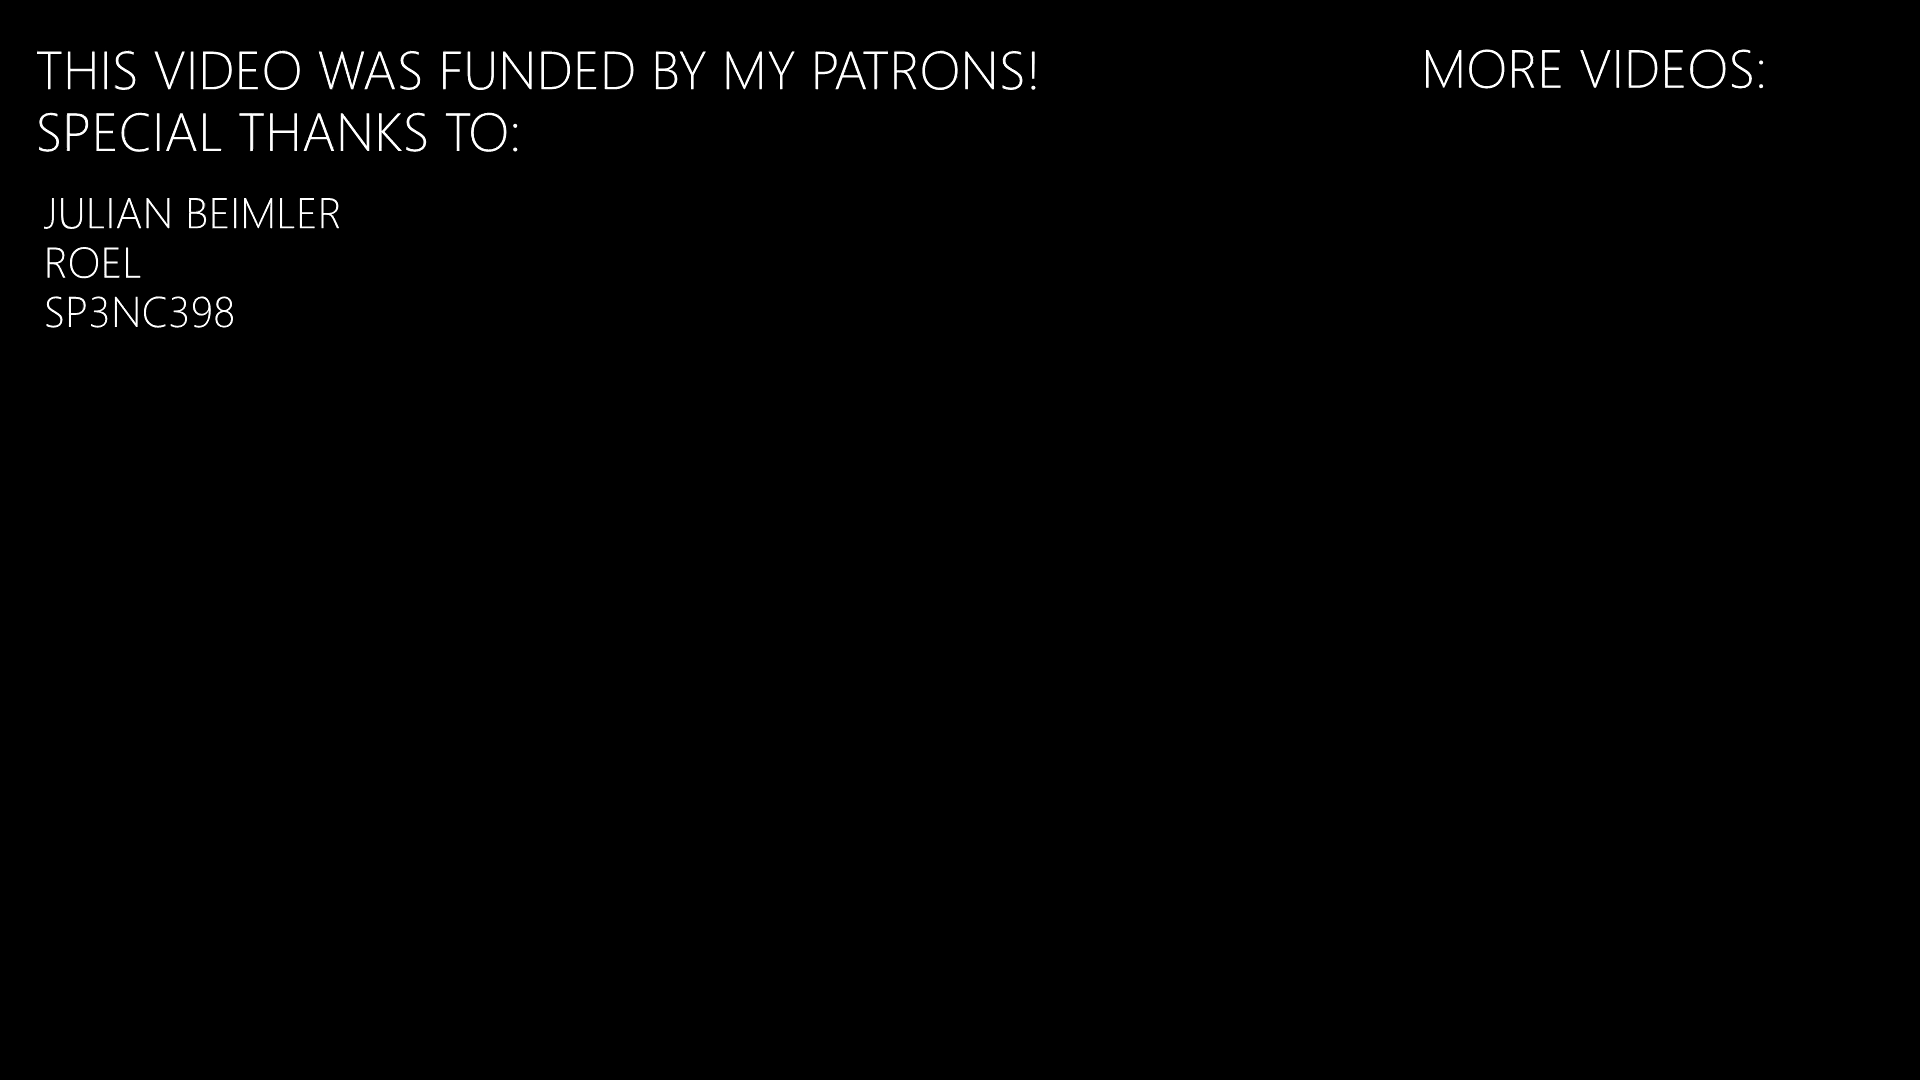 THIS VIDEO WAS FUNDED BY MY PATRONS!
SPECIAL THANKS TO:
JULIAN BEIMLER
ROEL
SP3NC398
MORE VIDEOS: